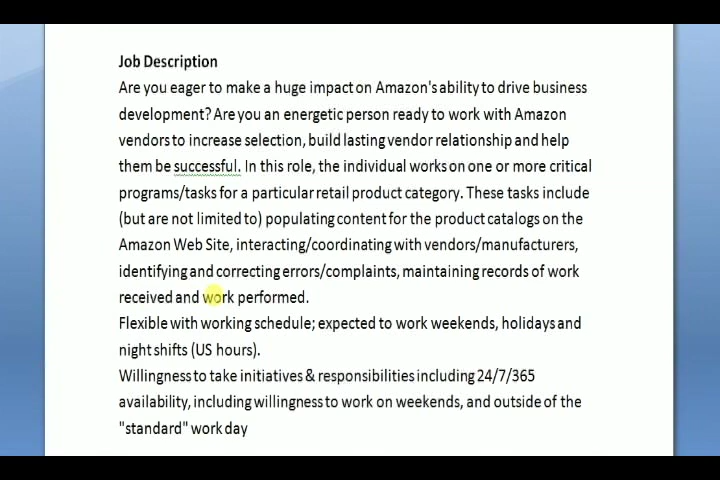 Job Description
Are you eager to make a huge impact on Amazon's ability to drive business
development? Are you an energetic person ready to work with Amazon
vendors to increase selection, build lasting vendor relationship and help
them be successful. In this role, the individual works on one or more critical
programs/tasks for a particular retail product category. These tasks include
(but are not limited to) populating content for the product catalogs on the
Amazon Web Site, interacting/coordinating with vendors/manufacturers,
identifying and correcting errors/complaints, maintaining records of work
received and work performed.
Flexible with working schedule; expected to work weekends, holidays and
night shifts (US hours).
Willingness to take initiatives & responsibilities including 24/7/365
availability, including willingness to work on weekends, and outside of the
"standard" work day